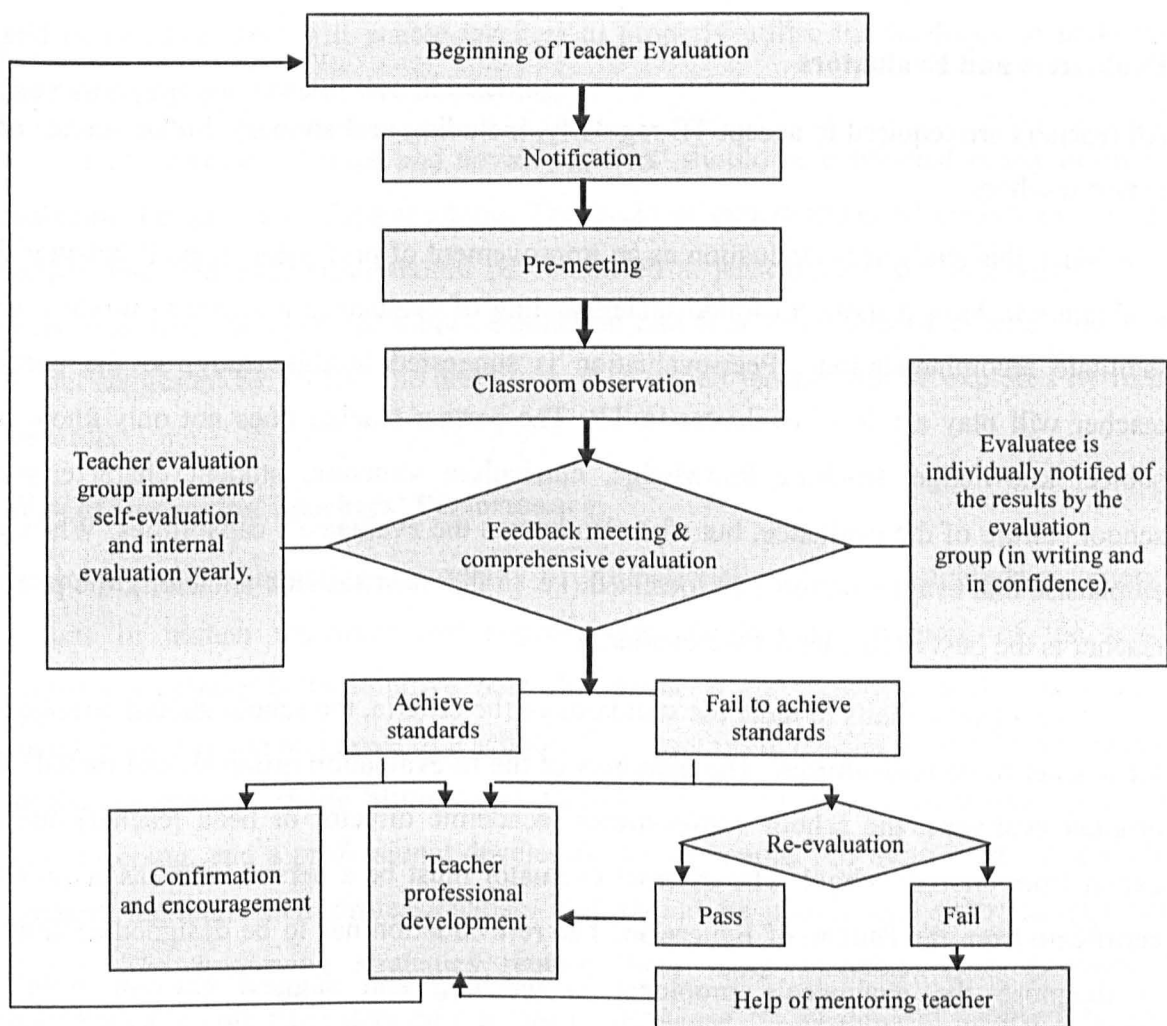 Beginning of Teacher Evaluation
Notification
Pre-meeting
Classroom observation
Teacher evaluation
group implements
self-evaluation
and internal
evaluation yearly.
Feedback meeting &
comprehensive evaluation
Evaluatee is
individually notified of
the results by the
evaluation
group (in writing and
in confidence).
Achieve
standards
Fail to achieve
standards
Confirmation
and encouragement
Teacher
professional
development
Re-evaluation
Pass
Fail
Help of mentoring teacher